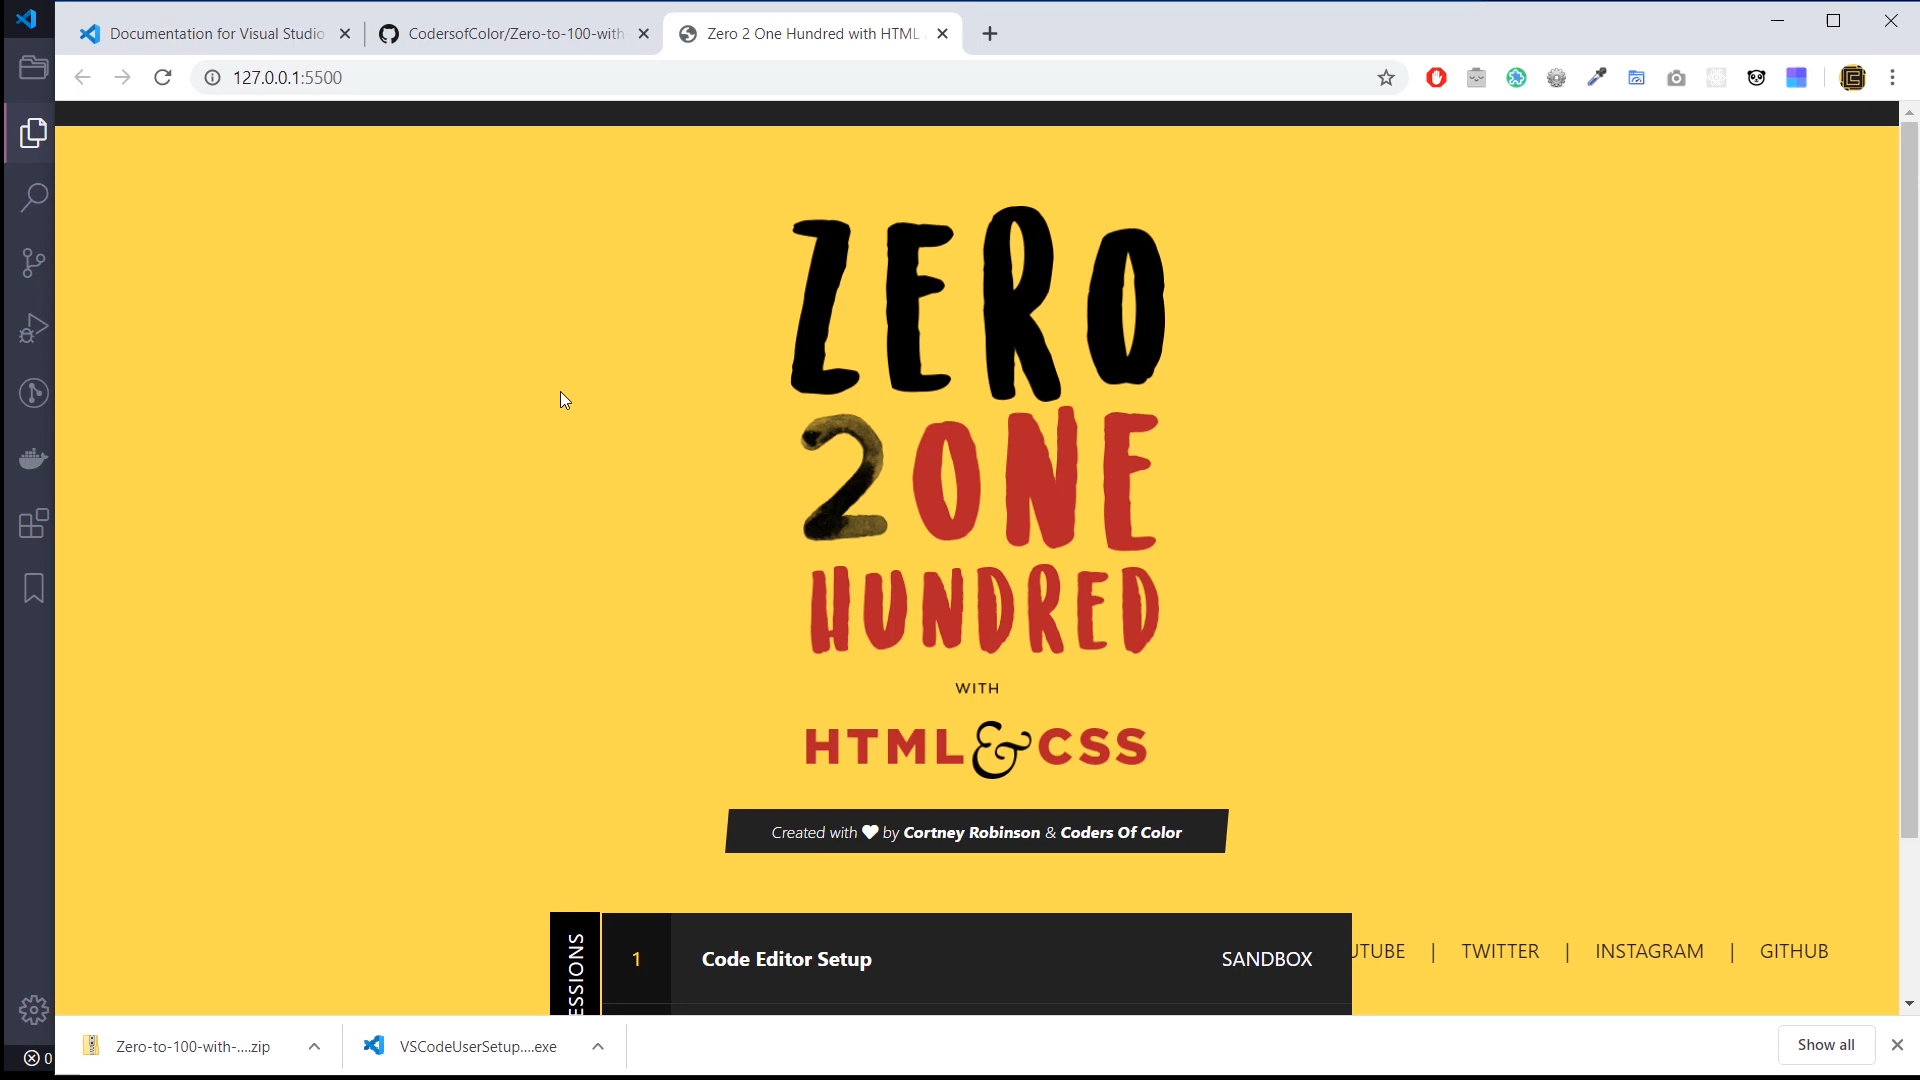 Documentation for Visual Studio
CodersofColor/Zero-to-100-with
Zero 2 One Hundred with HTML
127.0.0.1:5500
ZERO
2 ONE
HUNDRED
WITH
HTML & CSS
Created with ♥ by Cortney Robinson & Coders Of Color
ESSIONS
1 Code Editor Setup SANDBOX
UTUBE | TWITTER | INSTAGRAM | GITHUB
0
Zero-to-100-with-....zip
VSCodeUserSetup....exe
Show all